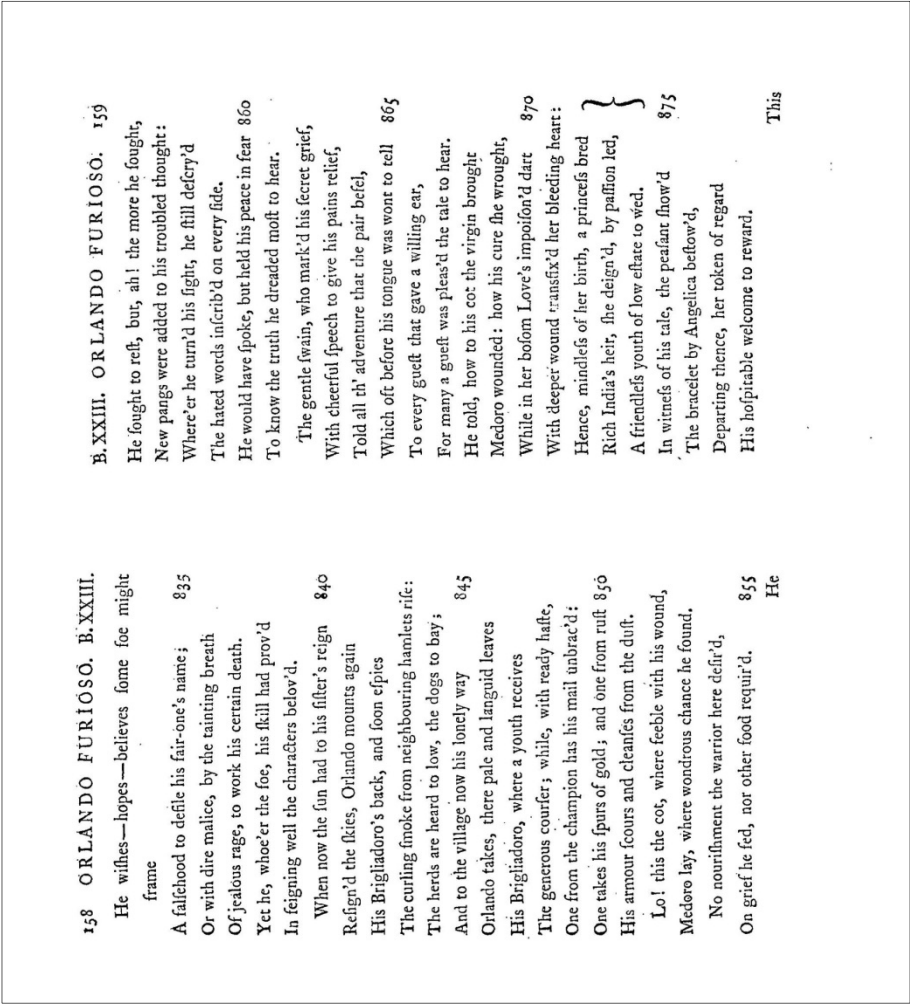 158 ORLANDO FURIOSO. B.XXIII.
He wiſhes—hopes—believes ſome foe might
frame
A falſehood to defile his fair-one's name; 835
Or with dire malice, by the tainting breath
Of jealous rage, to work his certain death.
Yet he, whoe'er the foe, his ſkill had prov'd
In feigning well the characters belov'd.
When now the ſun had to his ſiſter's reign 840
Reſign'd the ſkies, Orlando mounts again
His Brigliadoro's back, and ſoon eſpies
The curling ſmoke from neighbouring hamlets riſe:
The herds are heard to low, the dogs to bay;
And to the village now his lonely way 845
Orlando takes, there pale and languid leaves
His Brigliadoro, where a youth receives
The generous courſer; while, with ready haſte,
One from the champion has his mail unbrac'd:
One takes his ſpurs of gold; and one from ruſt 850
His armour ſcours and cleanſes from the duſt.
Lo! this the cot, where feeble with his wound,
Medoro lay, where wondrous chance he found.
No nouriſhment the warrior here deſir'd,
On grief he fed, nor other food requir'd. 855
He
B.XXIII. ORLANDO FURIOSO. 159
He ſought to reſt, but, ah! the more he ſought,
New pangs were added to his troubled thought:
Where'er he turn'd his ſight, he ſtill deſcry'd
The hated words inſcrib'd on every ſide.
He would have ſpoke, but held his peace in fear 860
To know the truth he dreaded moſt to hear.
The gentle ſwain, who mark'd his ſecret grief,
With cheerful ſpeech to give his pains relief,
Told all th' adventure that the pair befel,
Which oft before his tongue was wont to tell 865
To every gueſt that gave a willing ear,
For many a gueſt was pleas'd the tale to hear.
He told, how to his cot the virgin brought
Medoro wounded: how his cure ſhe wrought,
While in her boſom Love's impoiſon'd dart 870
With deeper wound transfix'd her bleeding heart:
Hence, mindleſs of her birth, a princeſs bred
Rich India's heir, ſhe deign'd, by paſſion led,
A friendleſs youth of low eſtate to wed.
In witneſs of his tale, the peaſant ſhow'd 875
The bracelet by Angelica beſtow'd,
Departing thence, her token of regard
His hoſpitable welcome to reward.
This